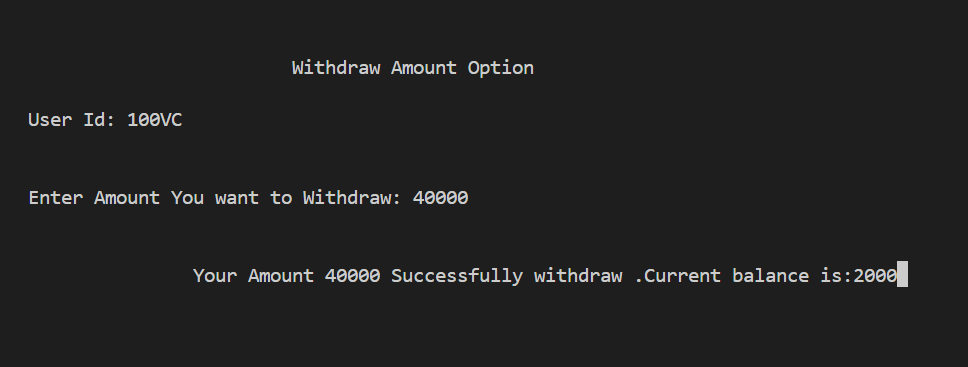 Withdraw Amount Option
User Id: 100VC
Enter Amount You want to Withdraw: 40000
Your Amount 40000 Successfully withdraw .Current balance is:2000